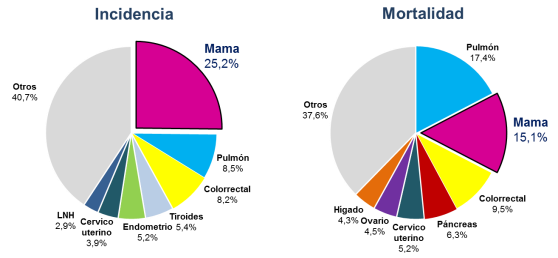 Incidencia
Mama
25,2%
Pulmón
8,5%
Colorrectal
8,2%
Tiroides
5,4%
Endometrio
5,2%
Cervico
uterino
3,9%
LNH
2,9%
Otros
40,7%
Mortalidad
Pulmón
17,4%
Mama
15,1%
Colorrectal
9,5%
Páncreas
6,3%
Cervico
uterino
5,2%
Ovario
4,5%
Hígado
4,3%
Otros
37,6%